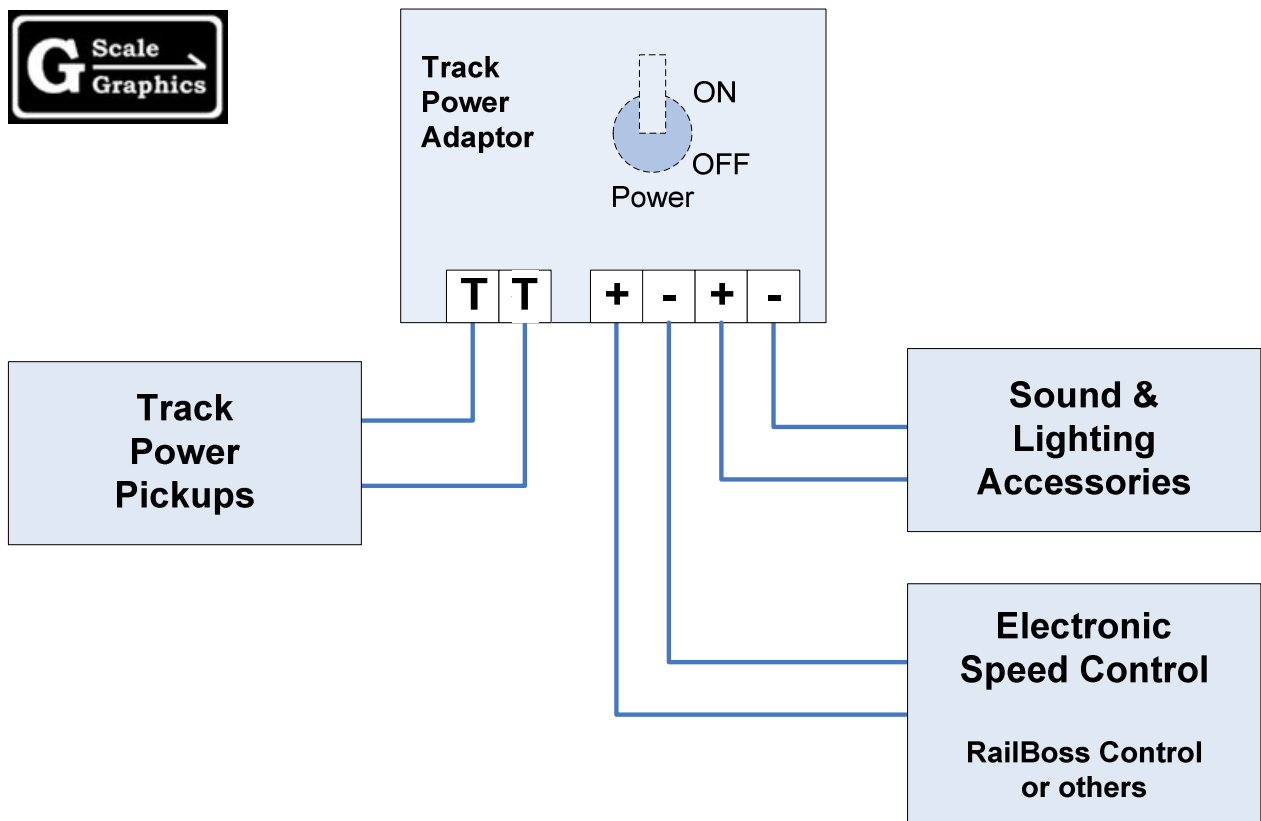 G Scale
Graphics
Track
Power
Adaptor
ON
OFF
Power
T T + - + -
Track
Power
Pickups
Sound &
Lighting
Accessories
Electronic
Speed Control
RailBoss Control
or others